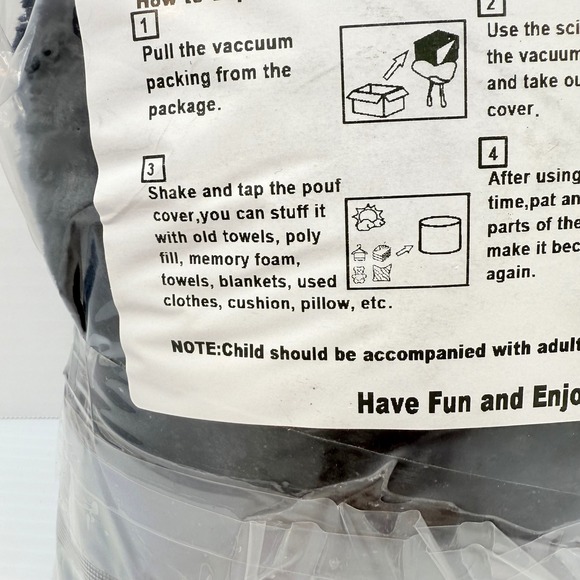 How to
1
Pull the vaccuum
packing from the
package.
2
Use the sci
the vacuum
and take ou
cover.
3
Shake and tap the pouf
cover,you can stuff it
with old towels, poly
fill, memory foam,
towels, blankets, used
clothes, cushion, pillow, etc.
4
After using
time,pat an
parts of the
make it bec
again.
NOTE:Child should be accompanied with adult
Have Fun and Enjo